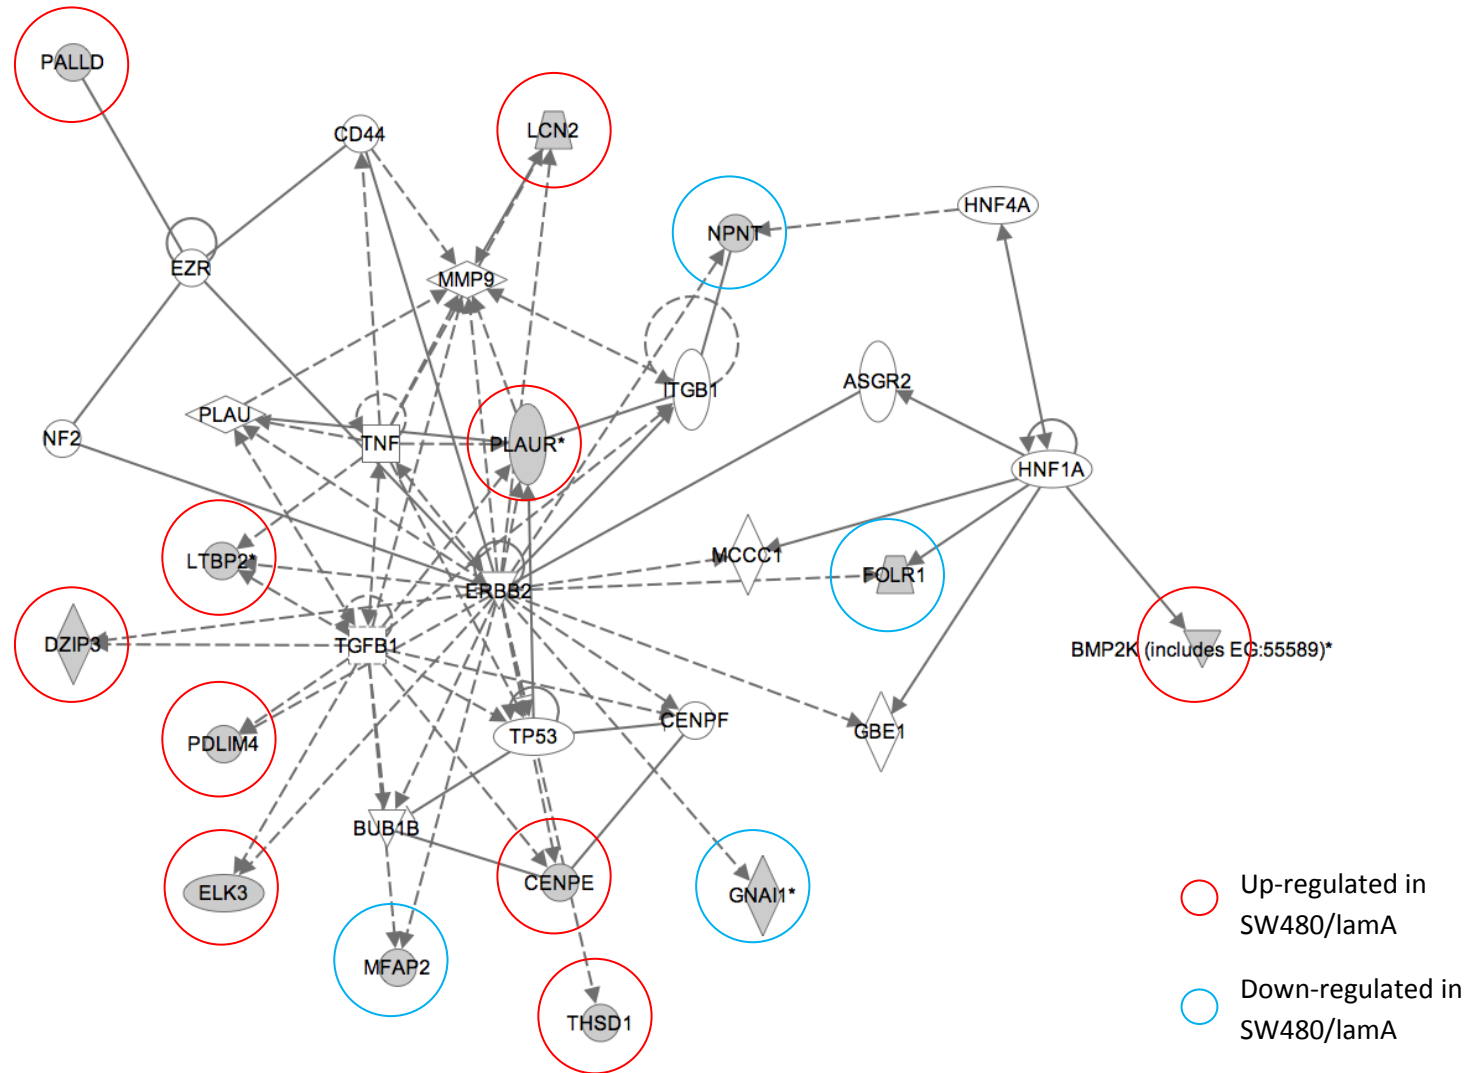 PALLD
CD44
LCN2
NPNT
HNF4A
EZR
MMP9
ITGB1
ASGR2
PLAU
NF2
TNF
PLAUR*
HNF1A
LTBP2*
MCCC1
FOLR1
ERBB2
DZIP3
TGFB1
BMP2K (includes EG:55589)*
PDLIM4
TP53
CENPF
GBE1
BUB1B
ELK3
CENPE
GNAI1*
MFAP2
THSD1
Up-regulated in
SW480/lamA
Down-regulated in
SW480/lamA